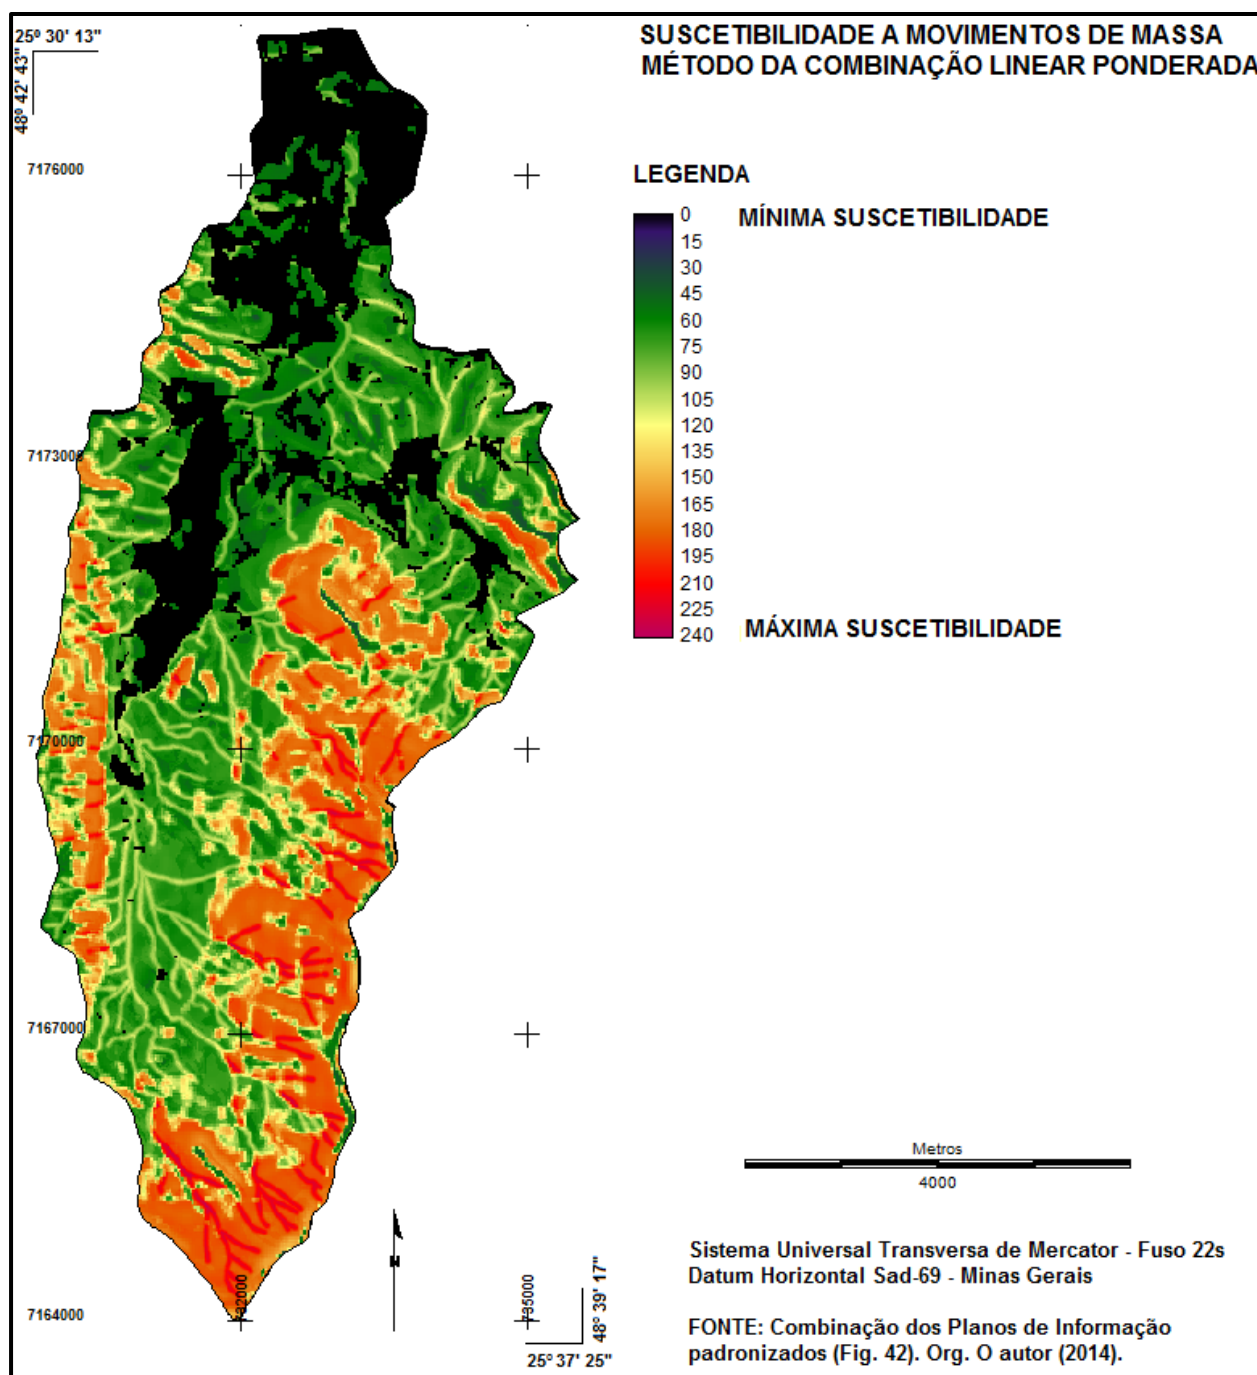 SUSCETIBILIDADE A MOVIMENTOS DE MASSA
MÉTODO DA COMBINAÇÃO LINEAR PONDERADA
25º 30' 13"
48º 42' 43"
7176000
7173000
7170000
7167000
7164000
LEGENDA
0
15
30
45
60
75
90
105
120
135
150
165
180
195
210
225
240
MÍNIMA SUSCETIBILIDADE
MÁXIMA SUSCETIBILIDADE
Metros
4000
N
735000
48º 39' 17"
25º 37' 25"
Sistema Universal Transversa de Mercator - Fuso 22s
Datum Horizontal Sad-69 - Minas Gerais
FONTE: Combinação dos Planos de Informação
padronizados (Fig. 42). Org. O autor (2014).